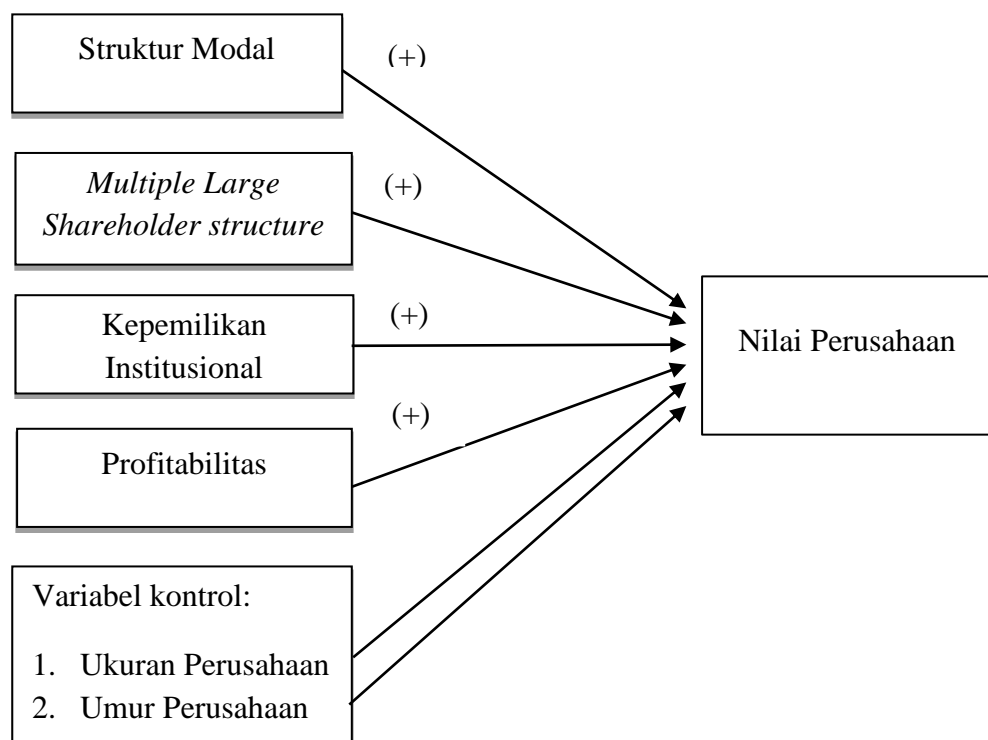 Struktur Modal
(+)
Multiple Large
Shareholder structure
(+)
Kepemilikan
Institusional
(+)
Nilai Perusahaan
Profitabilitas
(+)
Variabel kontrol:
1. Ukuran Perusahaan
2. Umur Perusahaan